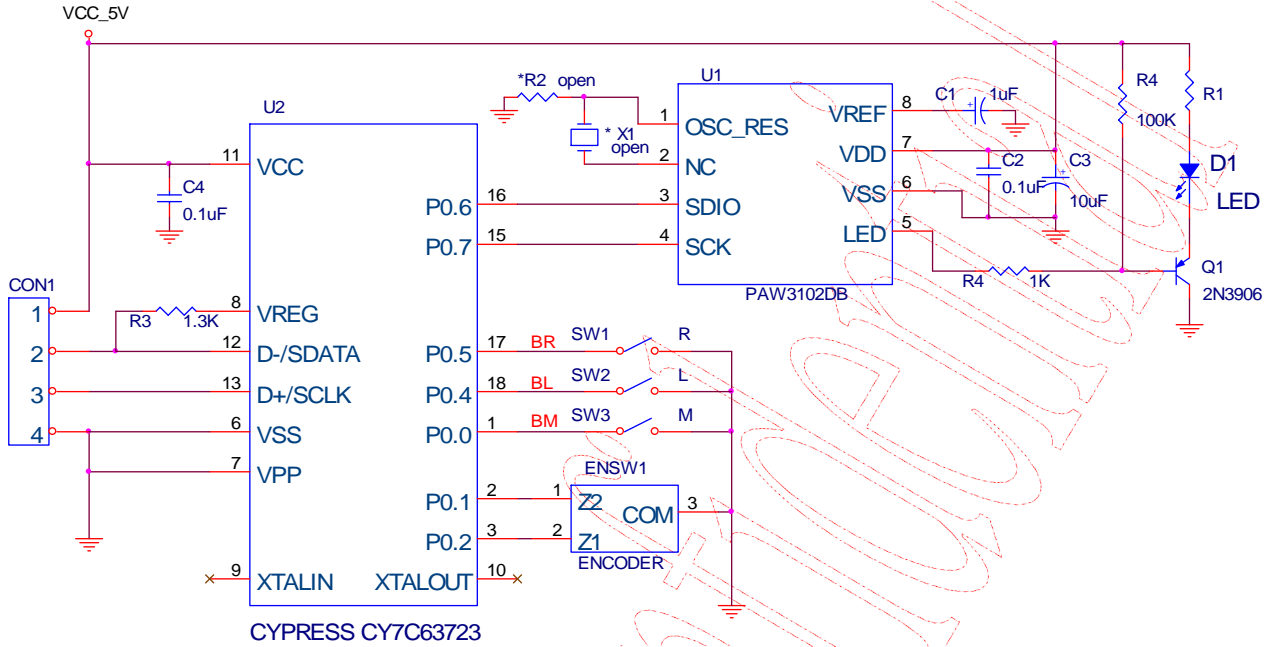 VCC_5V
U2
11 VCC
C4
0.1uF
CON1
1
2
3
4
R3 1.3K
8 VREG
12 D-/SDATA
13 D+/SCLK
6 VSS
7 VPP
9 XTALIN
XTALOUT 10
P0.6 16
P0.7 15
P0.5 17
P0.4 18
P0.0 1
P0.1 2
P0.2 3
CYPRESS CY7C63723
*R2 open
* X1
open
U1
1 OSC_RES
2 NC
3 SDIO
4 SCK
VREF 8
VDD 7
VSS 6
LED 5
PAW3102DB
C1 1uF
C2
0.1uF
C3
10uF
R4
100K
R1
D1
LED
R4 1K
Q1
2N3906
BR SW1 R
BL SW2 L
BM SW3 M
ENSW1
1 Z2
COM 3
2 Z1
ENCODER